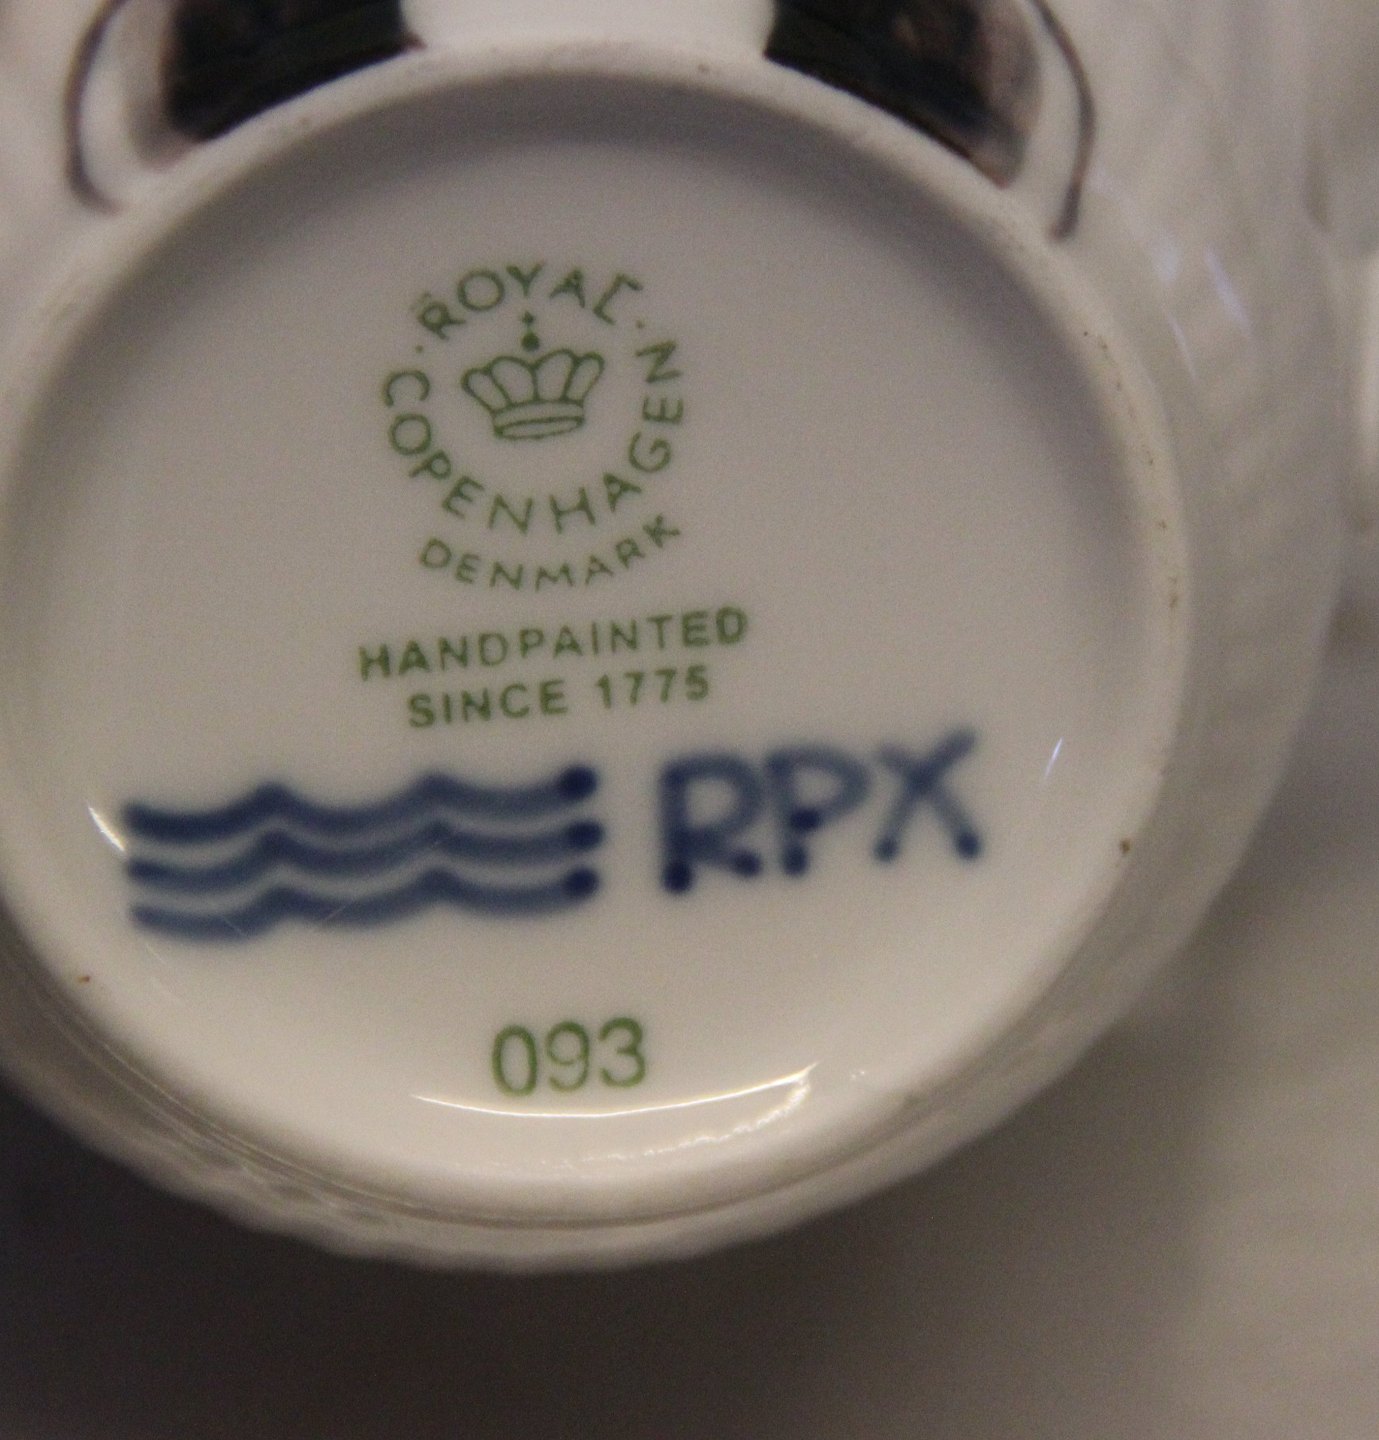 ROYAL
COPENHAGEN
DENMARK
HANDPAINTED
SINCE 1775
RPX
093